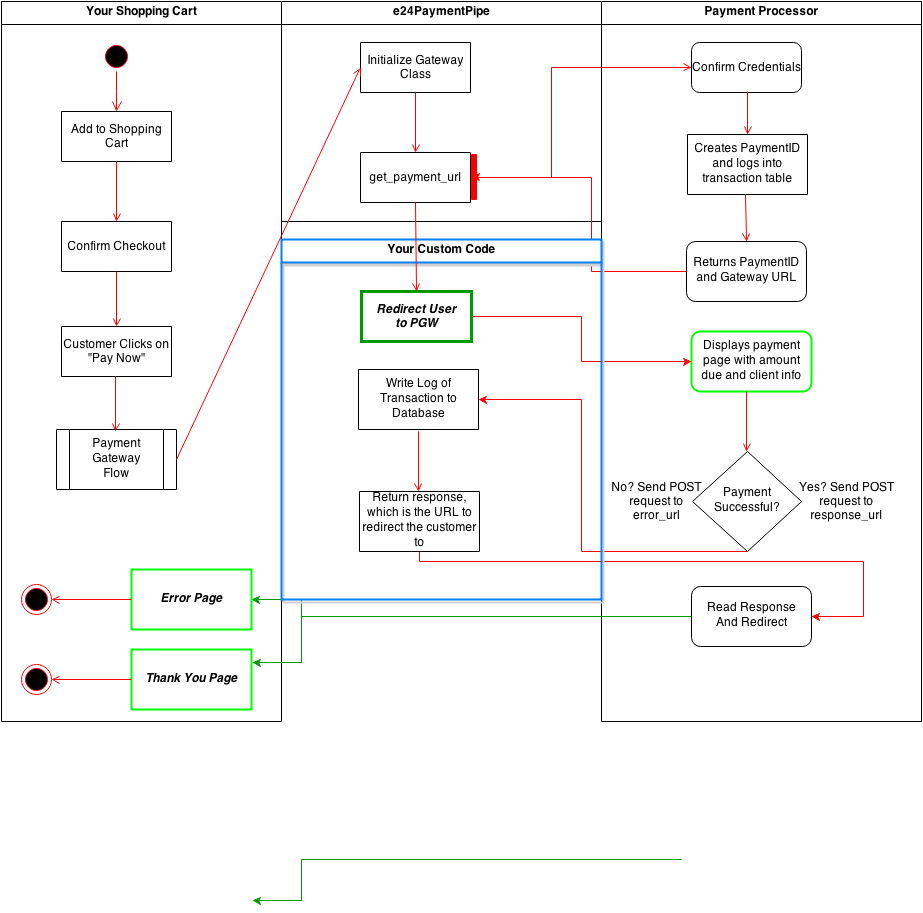 Your Shopping Cart
e24PaymentPipe
Payment Processor
Add to Shopping
Cart
Confirm Checkout
Customer Clicks on
"Pay Now"
Payment
Gateway
Flow
Error Page
Thank You Page
Initialize Gateway
Class
get_payment_url
Your Custom Code
Redirect User
to PGW
Write Log of
Transaction to
Database
Return response,
which is the URL to
redirect the customer
to
Confirm Credentials
Creates PaymentID
and logs into
transaction table
Returns PaymentID
and Gateway URL
Displays payment
page with amount
due and client info
No? Send POST
request to
error_url
Payment
Successful?
Yes? Send POST
request to
response_url
Read Response
And Redirect